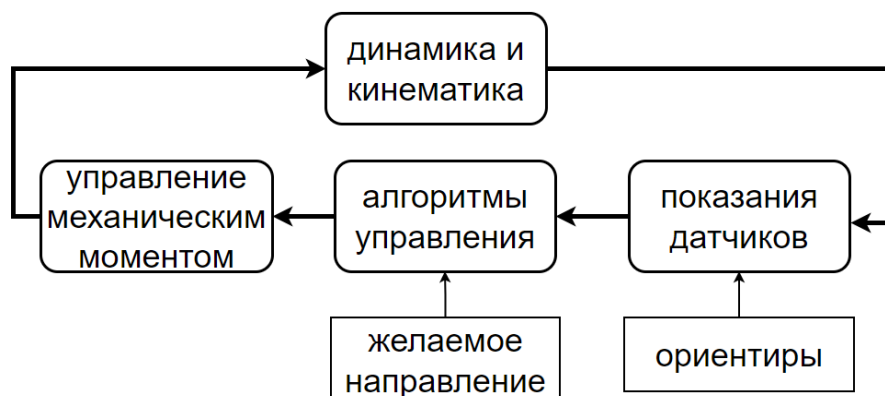 динамика и
кинематика
управление
механическим
моментом
алгоритмы
управления
показания
датчиков
желаемое
направление
ориентиры